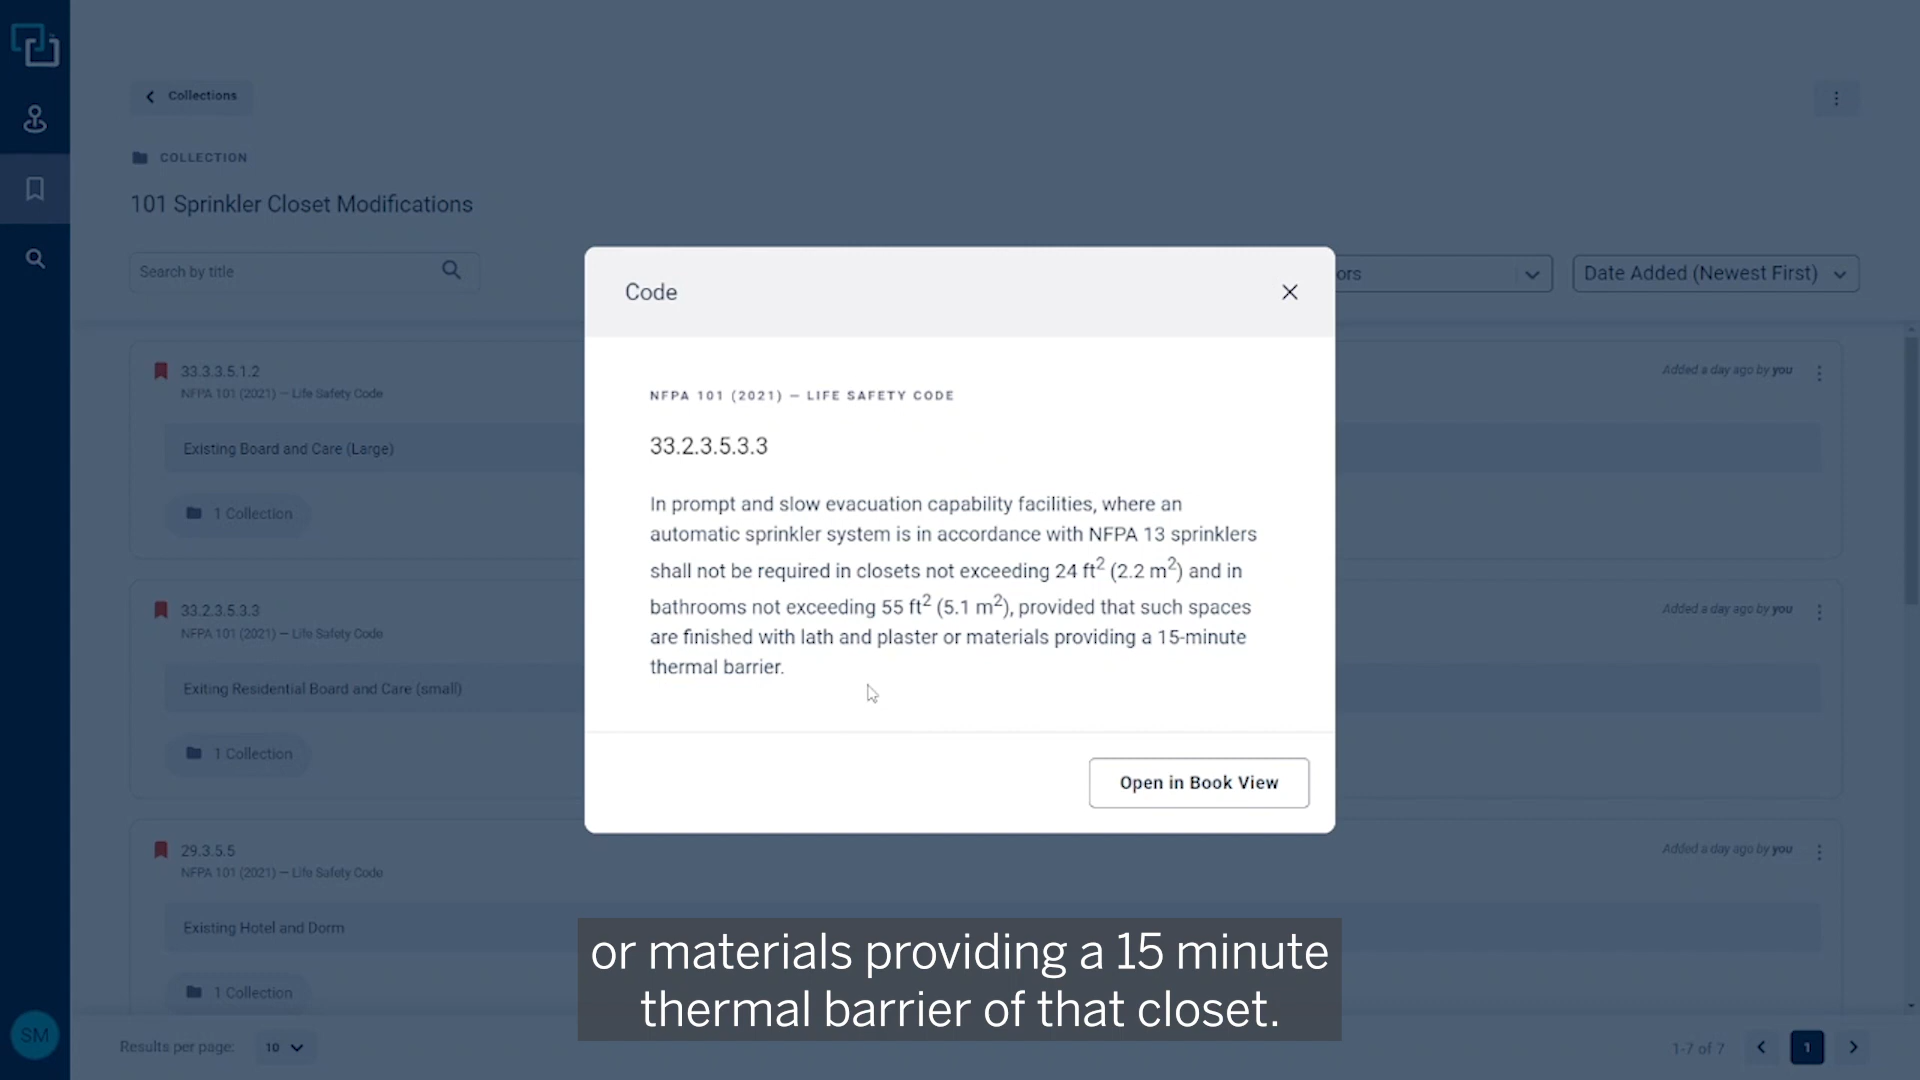 Collections
COLLECTION
101 Sprinkler Closet Modifications
Search by title
ors
Date Added (Newest First)
33.3.3.5.1.2
Added a day ago by you
NFPA 101 (2021) — Life Safety Code
Existing Board and Care (Large)
1 Collection
33.2.3.5.3.3
Added a day ago by you
NFPA 101 (2021) — Life Safety Code
Exiting Residential Board and Care (small)
1 Collection
29.3.5.5
Added a day ago by you
NFPA 101 (2021) — Life Safety Code
Existing Hotel and Dorm
1 Collection
Code
NFPA 101 (2021) — LIFE SAFETY CODE
33.2.3.5.3.3
In prompt and slow evacuation capability facilities, where an
automatic sprinkler system is in accordance with NFPA 13 sprinklers
shall not be required in closets not exceeding 24 ft² (2.2 m²) and in
bathrooms not exceeding 55 ft² (5.1 m²), provided that such spaces
are finished with lath and plaster or materials providing a 15-minute
thermal barrier.
Open in Book View
or materials providing a 15 minute
thermal barrier of that closet.
SM
Results per page: 10
1-7 of 7
1